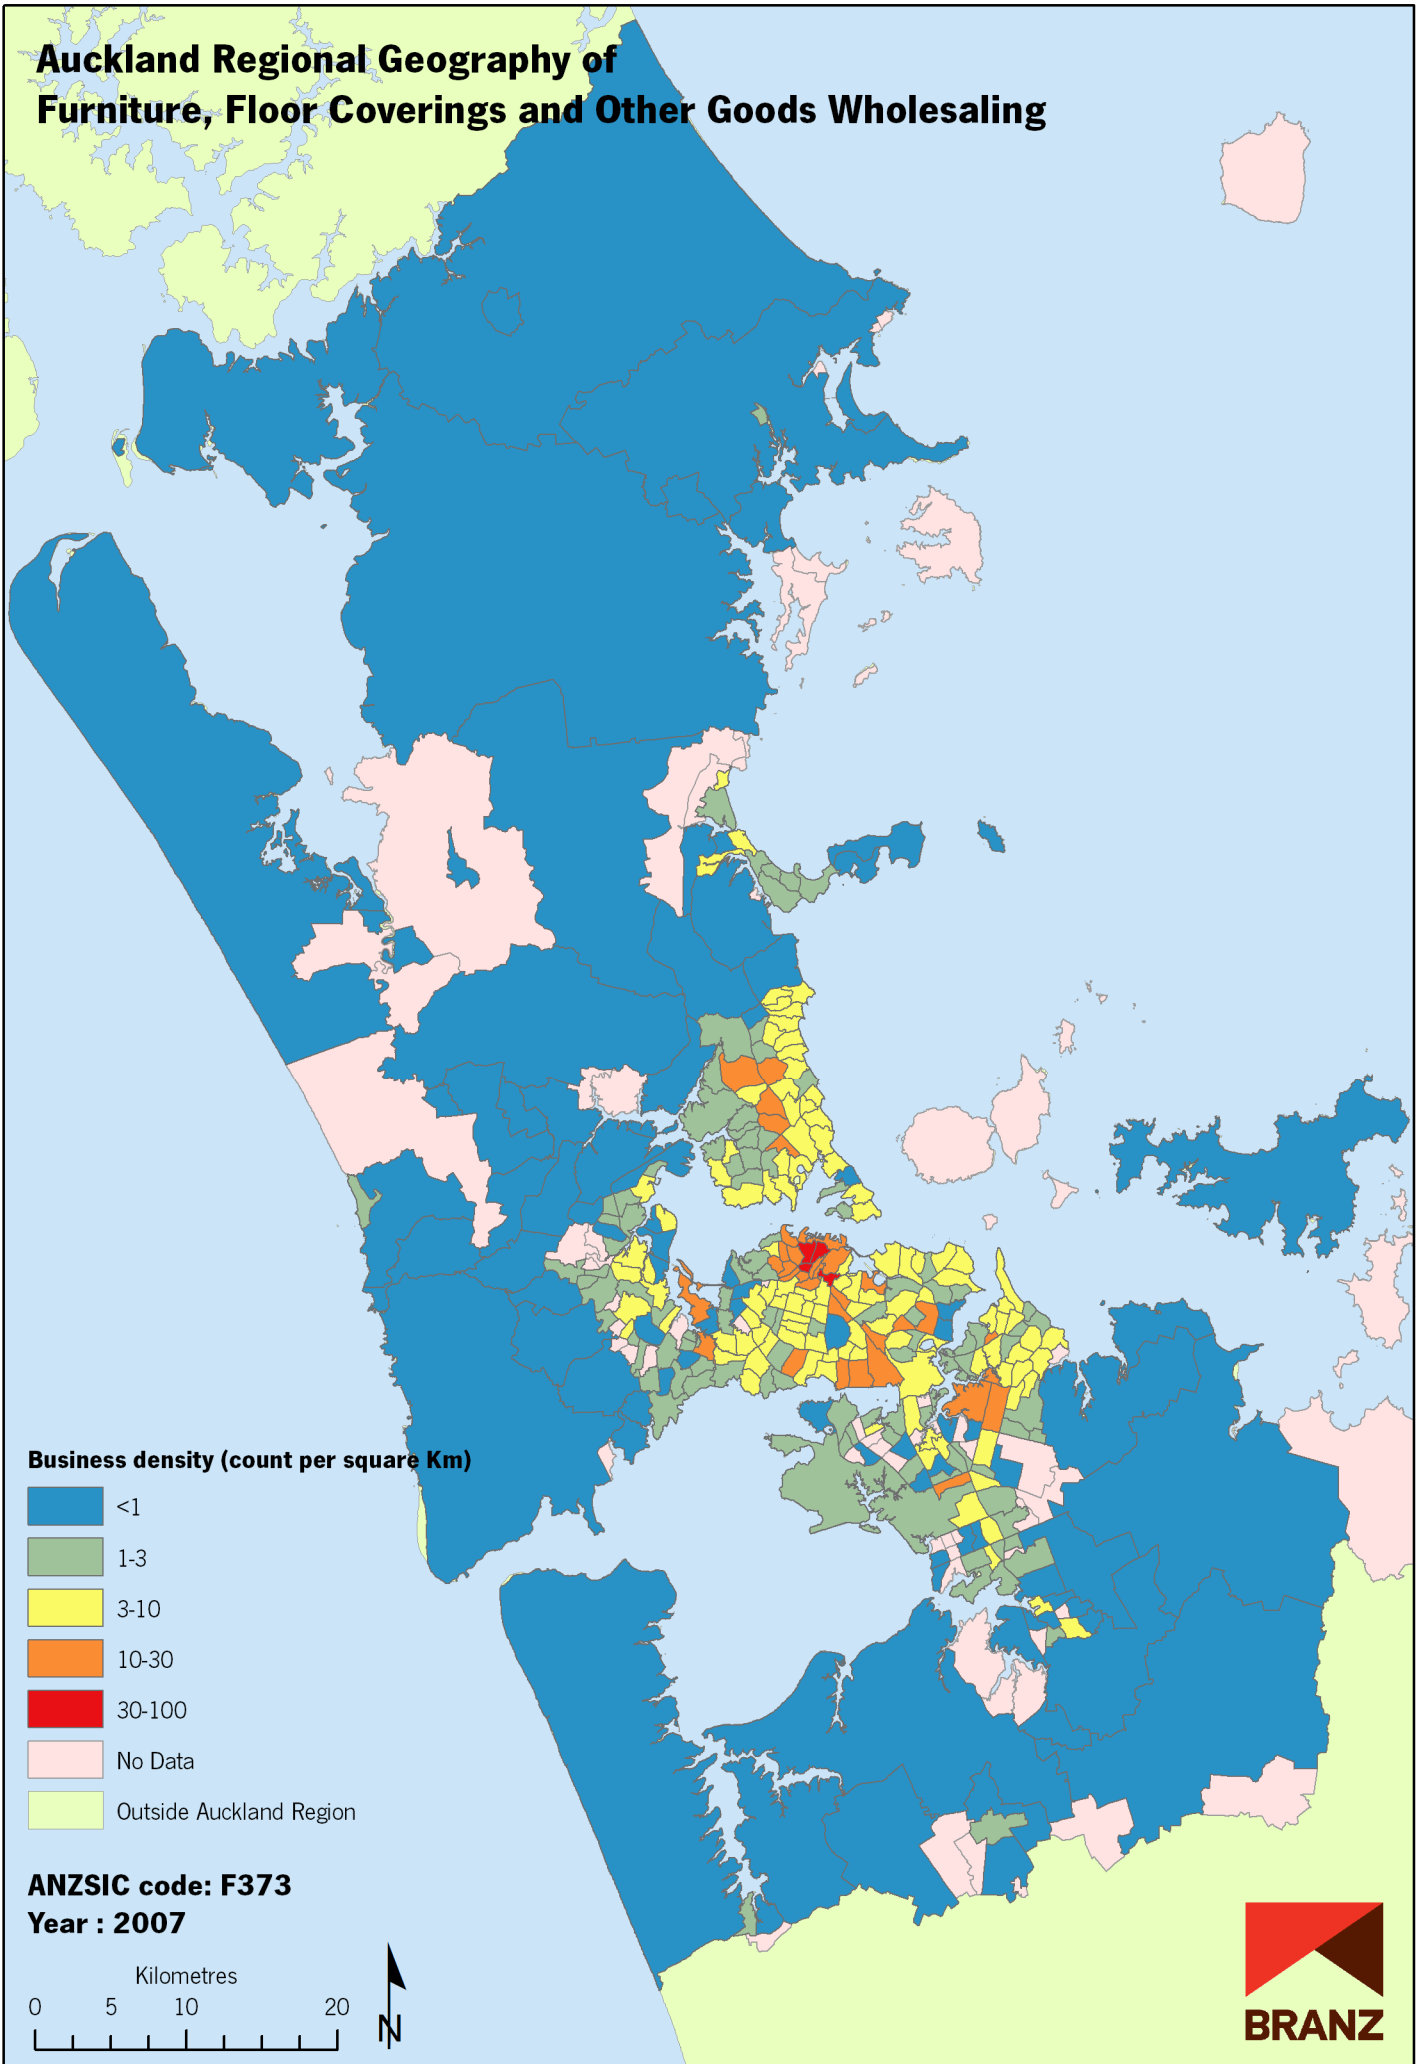 Auckland Regional Geography of
Furniture, Floor Coverings and Other Goods Wholesaling
Business density (count per square Km)
<1
1-3
3-10
10-30
30-100
No Data
Outside Auckland Region
ANZSIC code: F373
Year : 2007
Kilometres
0 5 10 20
N
BRANZ